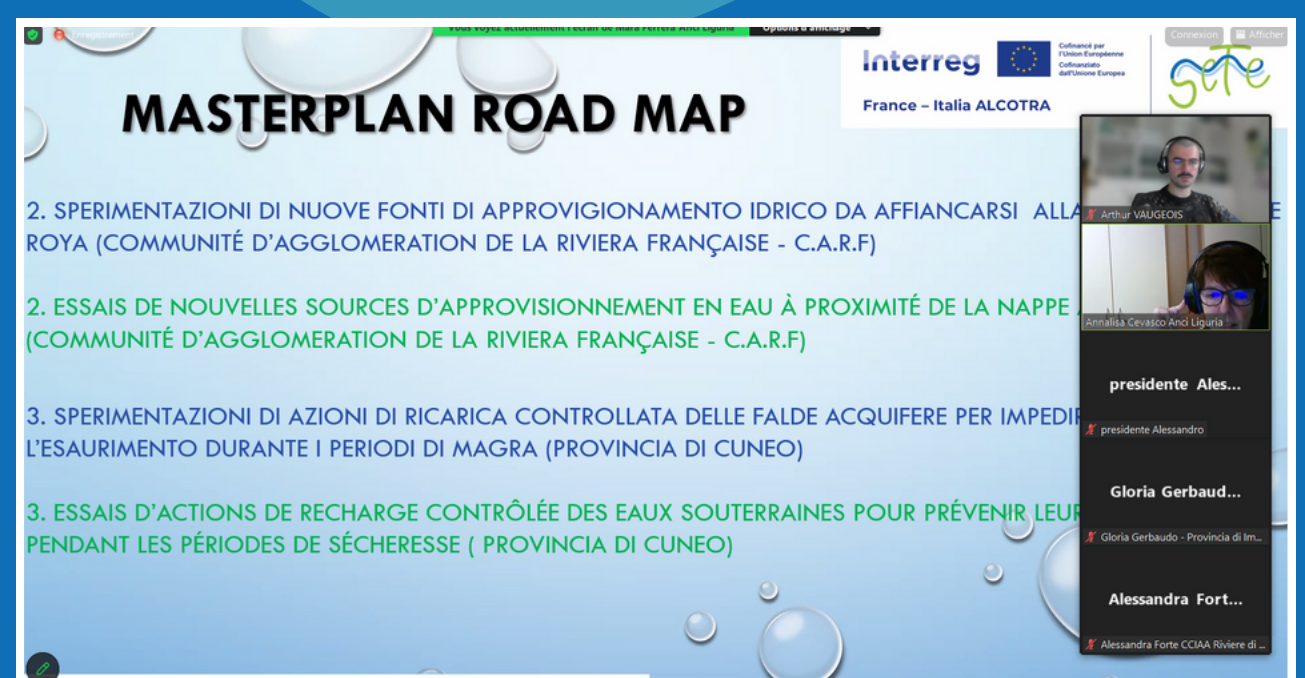 Enregistrement
Vous voyez actuellement l'écran de Mara Ferrera Anci Liguria
Options d'affichage
Connexion
Afficher
Interreg
Cofinancé par
l'Union Européenne
Cofinanziato
dall'Unione Europea
France – Italia ALCOTRA
SeTe
MASTERPLAN ROAD MAP
2. SPERIMENTAZIONI DI NUOVE FONTI DI APPROVIGIONAMENTO IDRICO DA AFFIANCARSI ALLA
ROYA (COMMUNITÉ D'AGGLOMERATION DE LA RIVIERA FRANÇAISE - C.A.R.F)
2. ESSAIS DE NOUVELLES SOURCES D'APPROVISIONNEMENT EN EAU À PROXIMITÉ DE LA NAPPE
(COMMUNITÉ D'AGGLOMERATION DE LA RIVIERA FRANÇAISE - C.A.R.F)
3. SPERIMENTAZIONI DI AZIONI DI RICARICA CONTROLLATA DELLE FALDE ACQUIFERE PER IMPEDIR
L'ESAURIMENTO DURANTE I PERIODI DI MAGRA (PROVINCIA DI CUNEO)
3. ESSAIS D'ACTIONS DE RECHARGE CONTRÔLÉE DES EAUX SOUTERRAINES POUR PRÉVENIR LEUR
PENDANT LES PÉRIODES DE SÉCHERESSE ( PROVINCIA DI CUNEO)
Arthur VAUGEOIS
Annalisa Cevasco Anci Liguria
presidente Ales...
presidente Alessandro
Gloria Gerbaud...
Gloria Gerbaudo - Provincia di Im...
Alessandra Fort...
Alessandra Forte CCIAA Riviere di ...